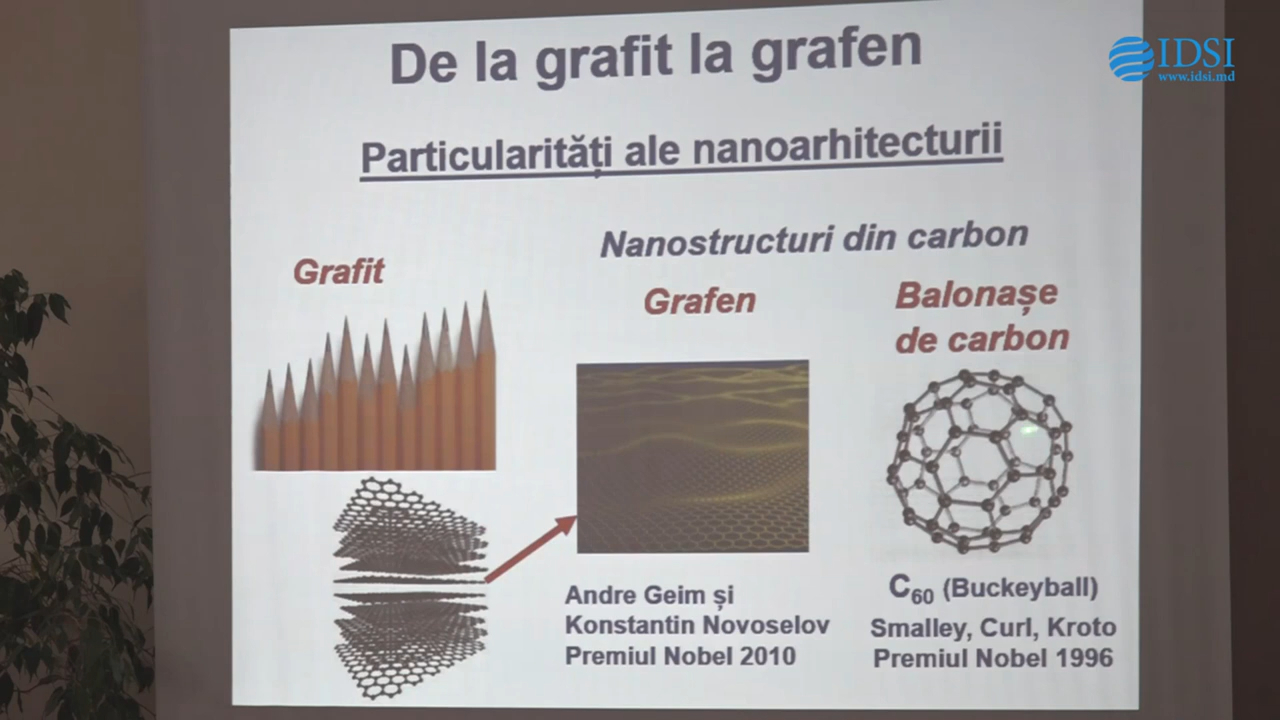 De la grafit la grafen
IDSI
www.idsi.md
Particularități ale nanoarhitecturii
Nanostructuri din carbon
Grafit
Grafen
Balonașe
de carbon
Andre Geim și
Konstantin Novoselov
Premiul Nobel 2010
C₆₀ (Buckeyball)
Smalley, Curl, Kroto
Premiul Nobel 1996